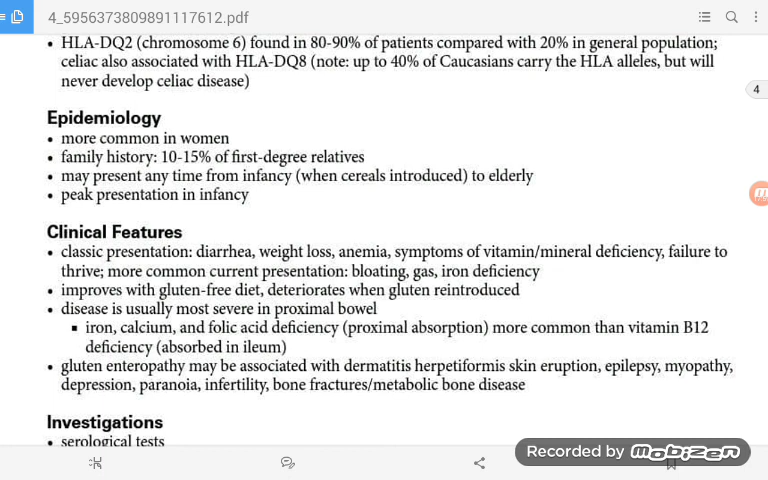 4_5956373809891117612.pdf
• HLA-DQ2 (chromosome 6) found in 80-90% of patients compared with 20% in general population;
celiac also associated with HLA-DQ8 (note: up to 40% of Caucasians carry the HLA alleles, but will
never develop celiac disease)
4
Epidemiology
• more common in women
• family history: 10-15% of first-degree relatives
• may present any time from infancy (when cereals introduced) to elderly
• peak presentation in infancy
Clinical Features
• classic presentation: diarrhea, weight loss, anemia, symptoms of vitamin/mineral deficiency, failure to
thrive; more common current presentation: bloating, gas, iron deficiency
• improves with gluten-free diet, deteriorates when gluten reintroduced
• disease is usually most severe in proximal bowel
▪ iron, calcium, and folic acid deficiency (proximal absorption) more common than vitamin B12
deficiency (absorbed in ileum)
• gluten enteropathy may be associated with dermatitis herpetiformis skin eruption, epilepsy, myopathy,
depression, paranoia, infertility, bone fractures/metabolic bone disease
Investigations
• serological tests
Recorded by mobizen